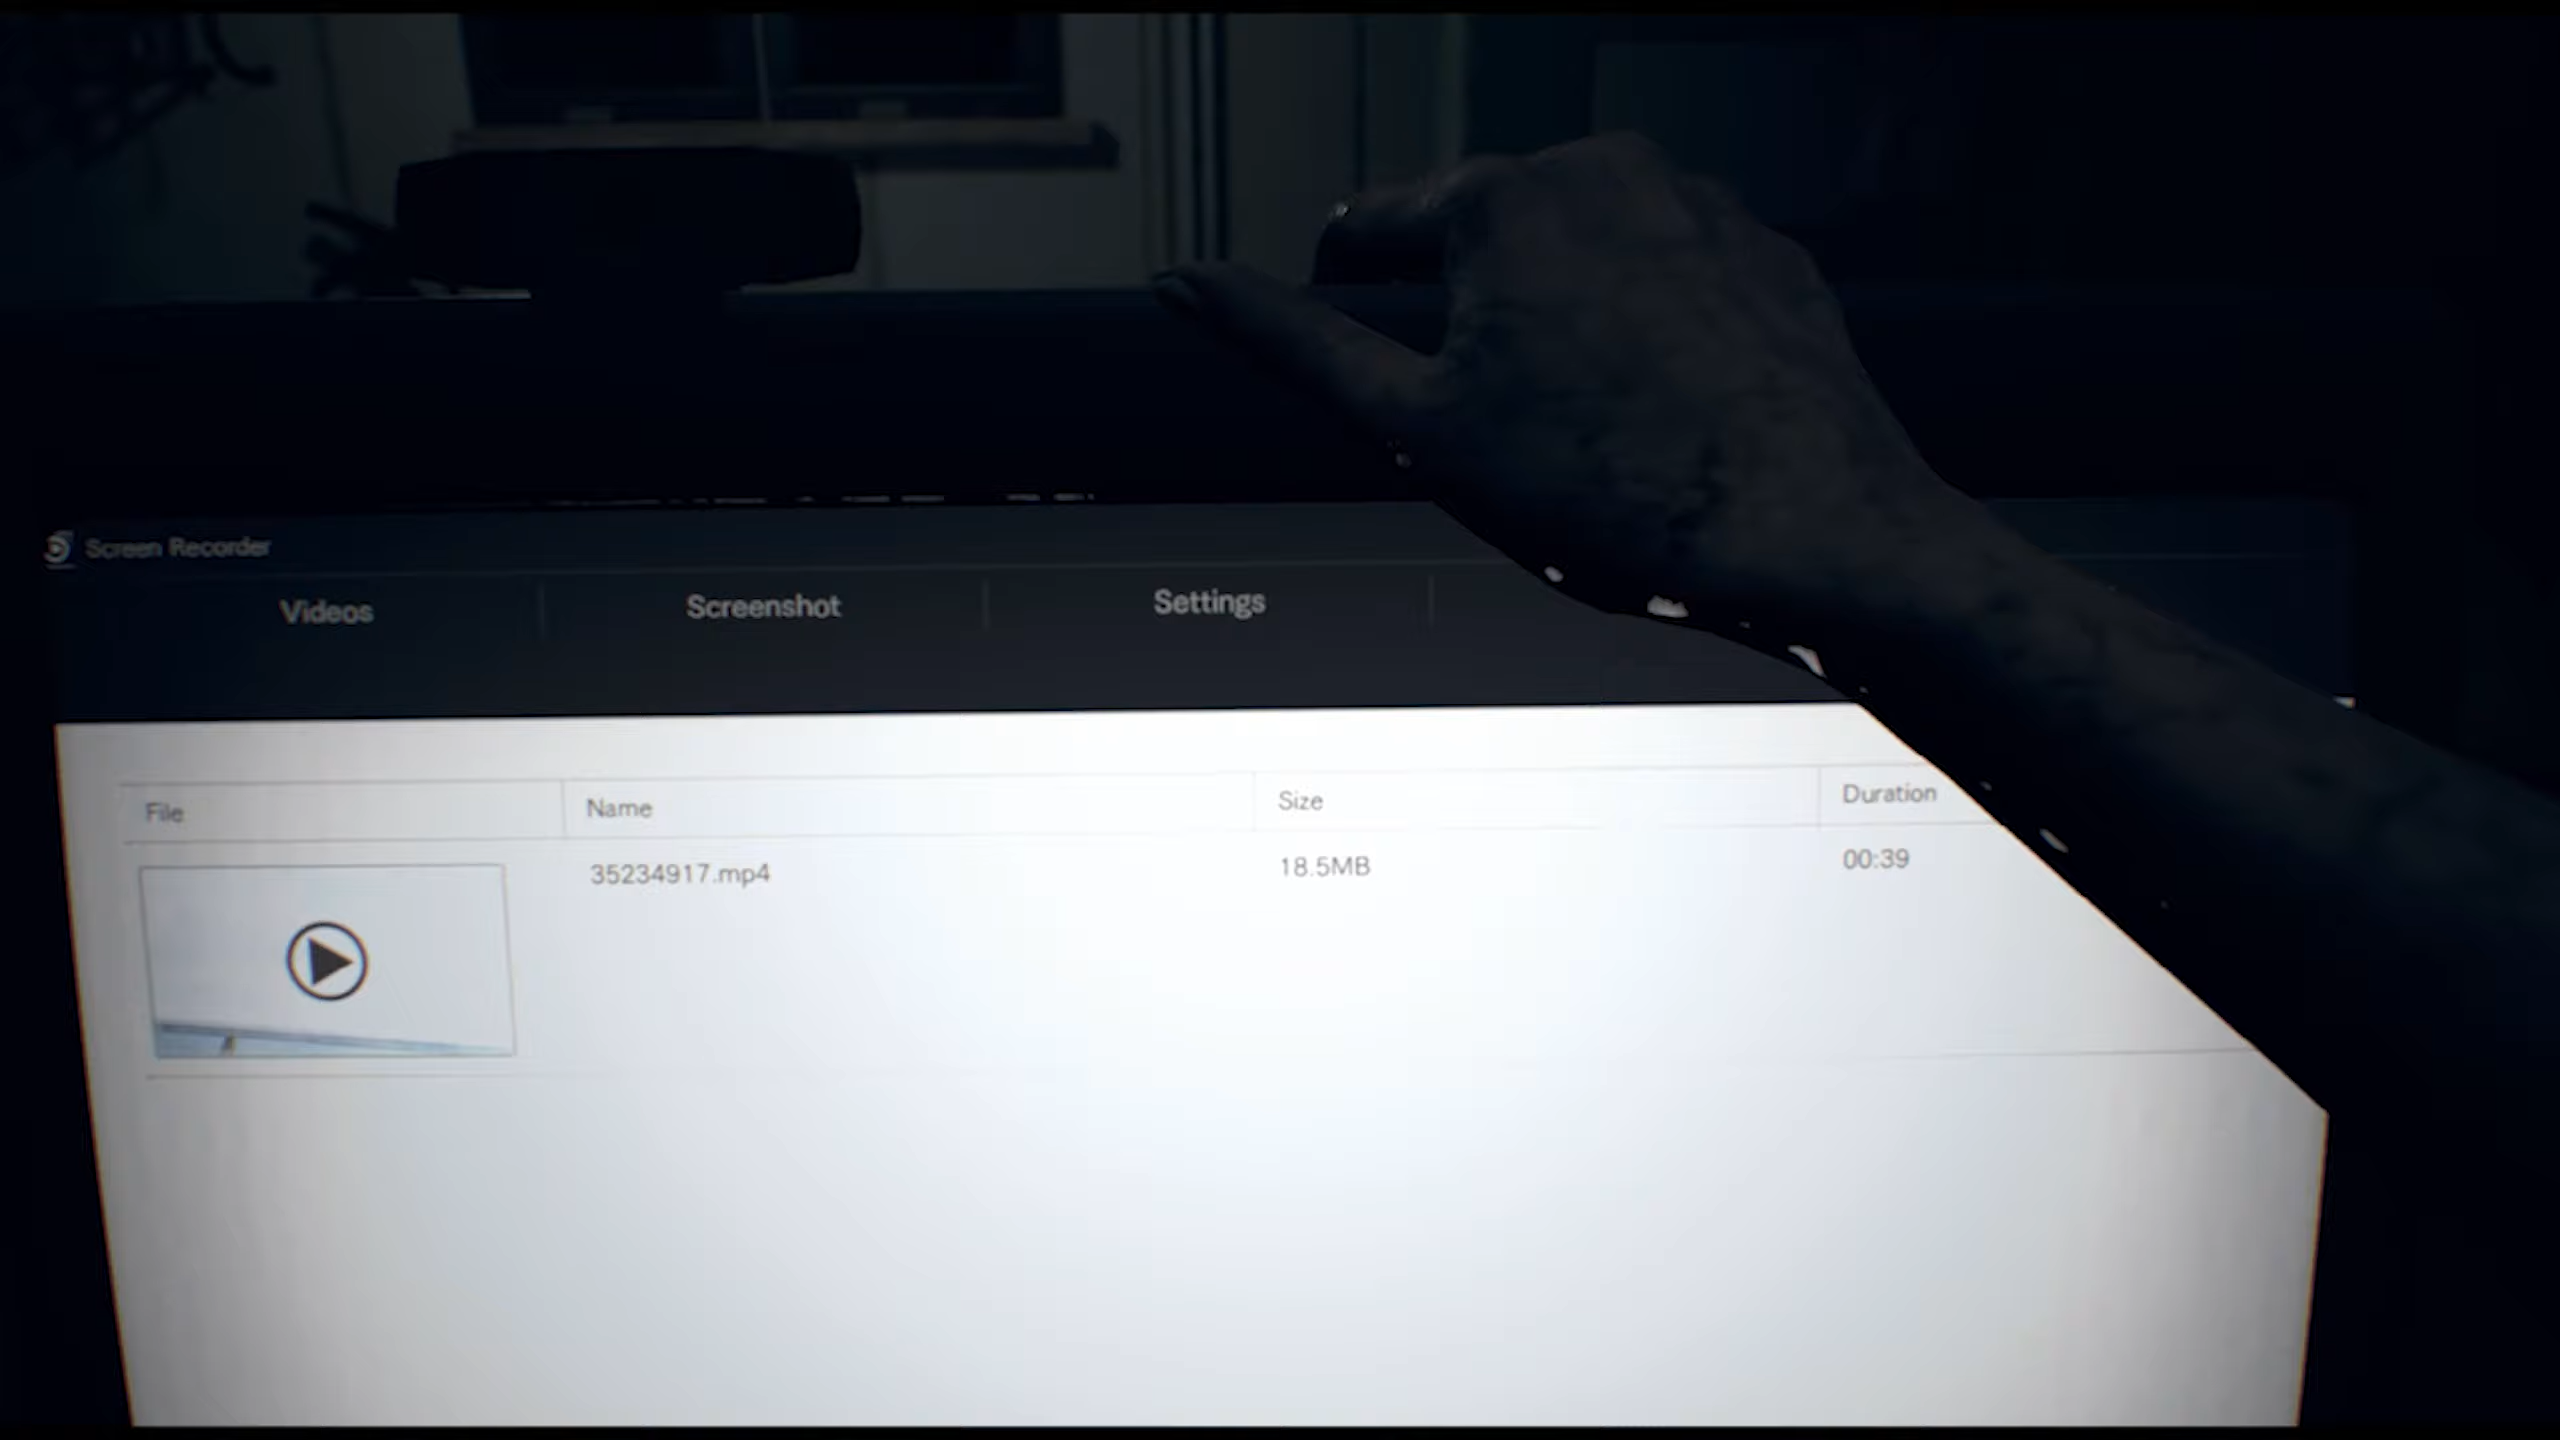 Screen Recorder
Videos Screenshot Settings
File Name Size Duration
35234917.mp4 18.5MB 00:39